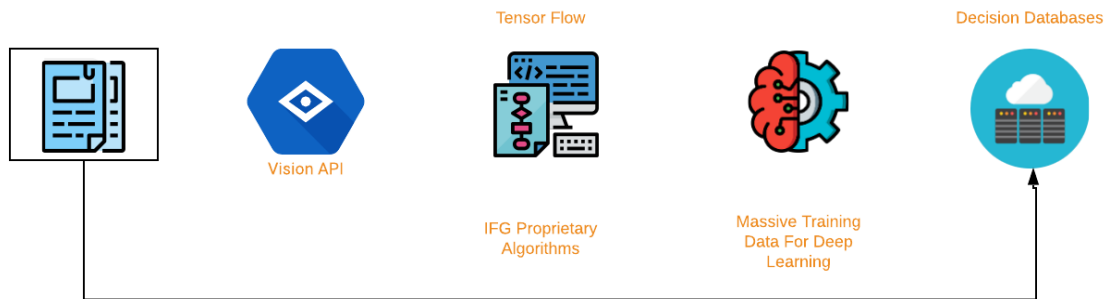 Tensor Flow
Decision Databases
Vision API
IFG Proprietary
Algorithms
Massive Training
Data For Deep
Learning